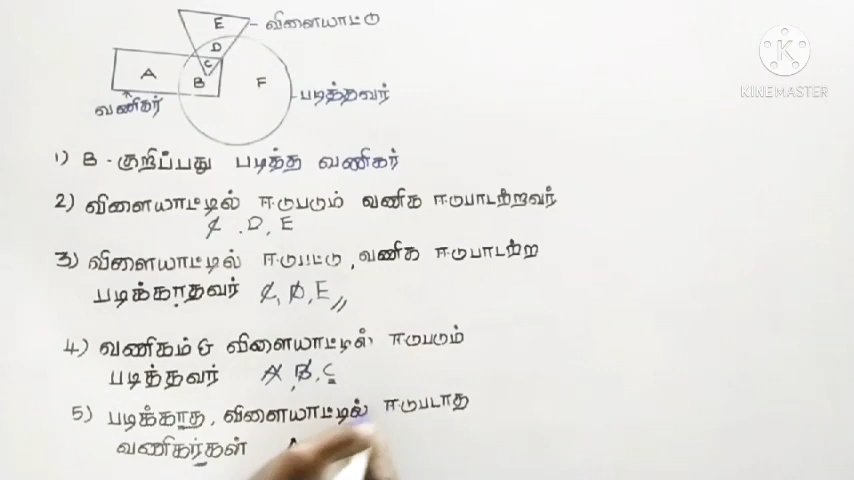 E
விளையாட்டு
D
C
A
B
F
வணிகர்
படித்தவர்
K
KINEMASTER
1) B - குறிப்பது படித்த வணிகர்
2) விளையாட்டில் ஈடுபடும் வணிக ஈடுபாடற்றவர்
C, D, E
3) விளையாட்டில் ஈடுபட்டு, வணிக ஈடுபாடற்ற
படிக்காதவர் C, D, E //
4) வணிகம் & விளையாட்டில் ஈடுபடும்
படித்தவர் A, B, C
5) படிக்காத, விளையாட்டில் ஈடுபடாத
வணிகர்கள்